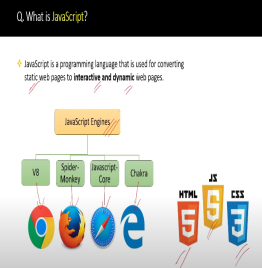 Q. What is JavaScript?
JavaScript is a programming language that is used for converting
static web pages to interactive and dynamic web pages.
JavaScript Engines
V8
Spider-
Monkey
Javascript-
Core
Chakra
JS
HTML
CSS
5
5
3